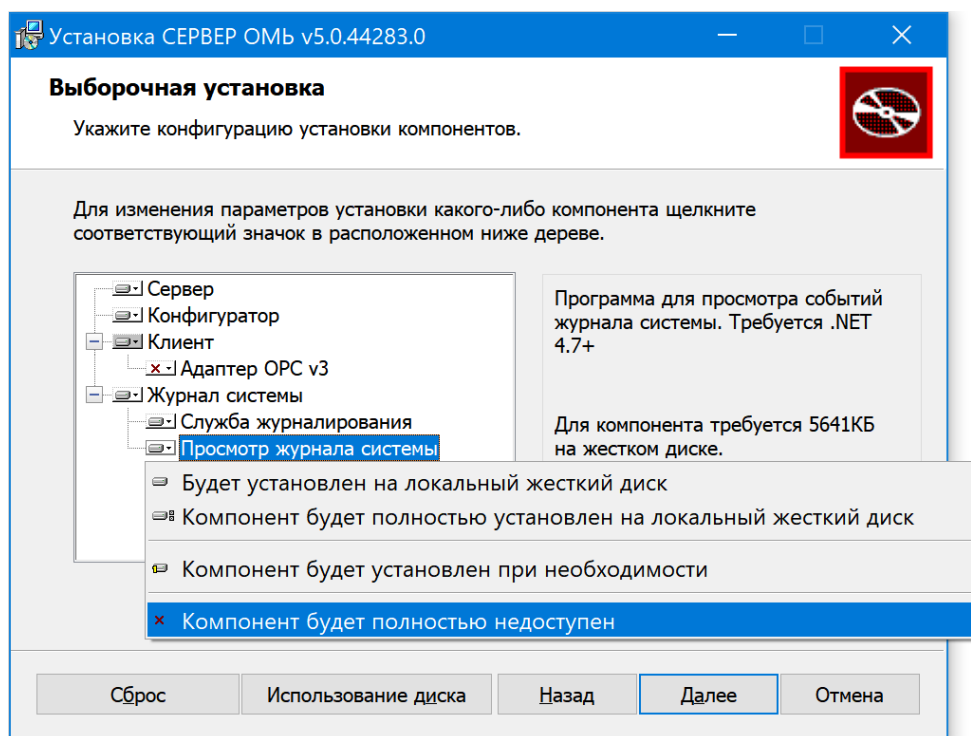 Установка СЕРВЕР ОМЬ v5.0.44283.0
Выборочная установка
Укажите конфигурацию установки компонентов.
Для изменения параметров установки какого-либо компонента щелкните
соответствующий значок в расположенном ниже дереве.
Сервер
Конфигуратор
Клиент
Адаптер OPC v3
Журнал системы
Служба журналирования
Просмотр журнала системы
Программа для просмотра событий
журнала системы. Требуется .NET
4.7+
Для компонента требуется 5641КБ
на жестком диске.
Будет установлен на локальный жесткий диск
Компонент будет полностью установлен на локальный жесткий диск
Компонент будет установлен при необходимости
Компонент будет полностью недоступен
Сброс
Использование диска
Назад
Далее
Отмена